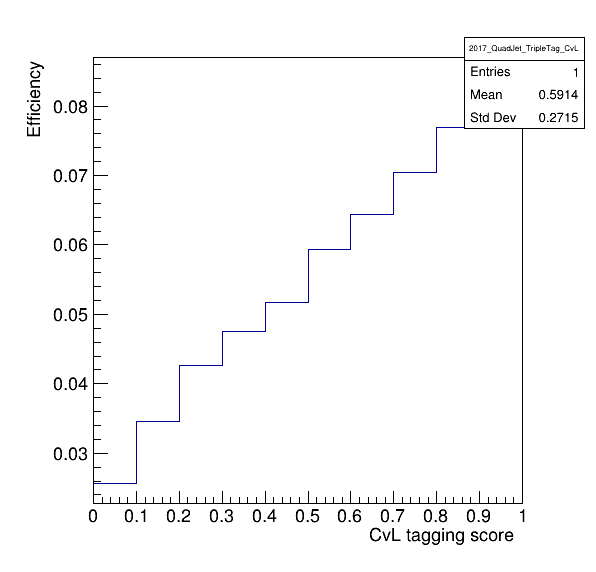 2017_QuadJet_TripleTag_CvL
Entries 1
Mean 0.5914
Std Dev 0.2715
Efficiency
0.08
0.07
0.06
0.05
0.04
0.03
0 0.1 0.2 0.3 0.4 0.5 0.6 0.7 0.8 0.9 1
CvL tagging score